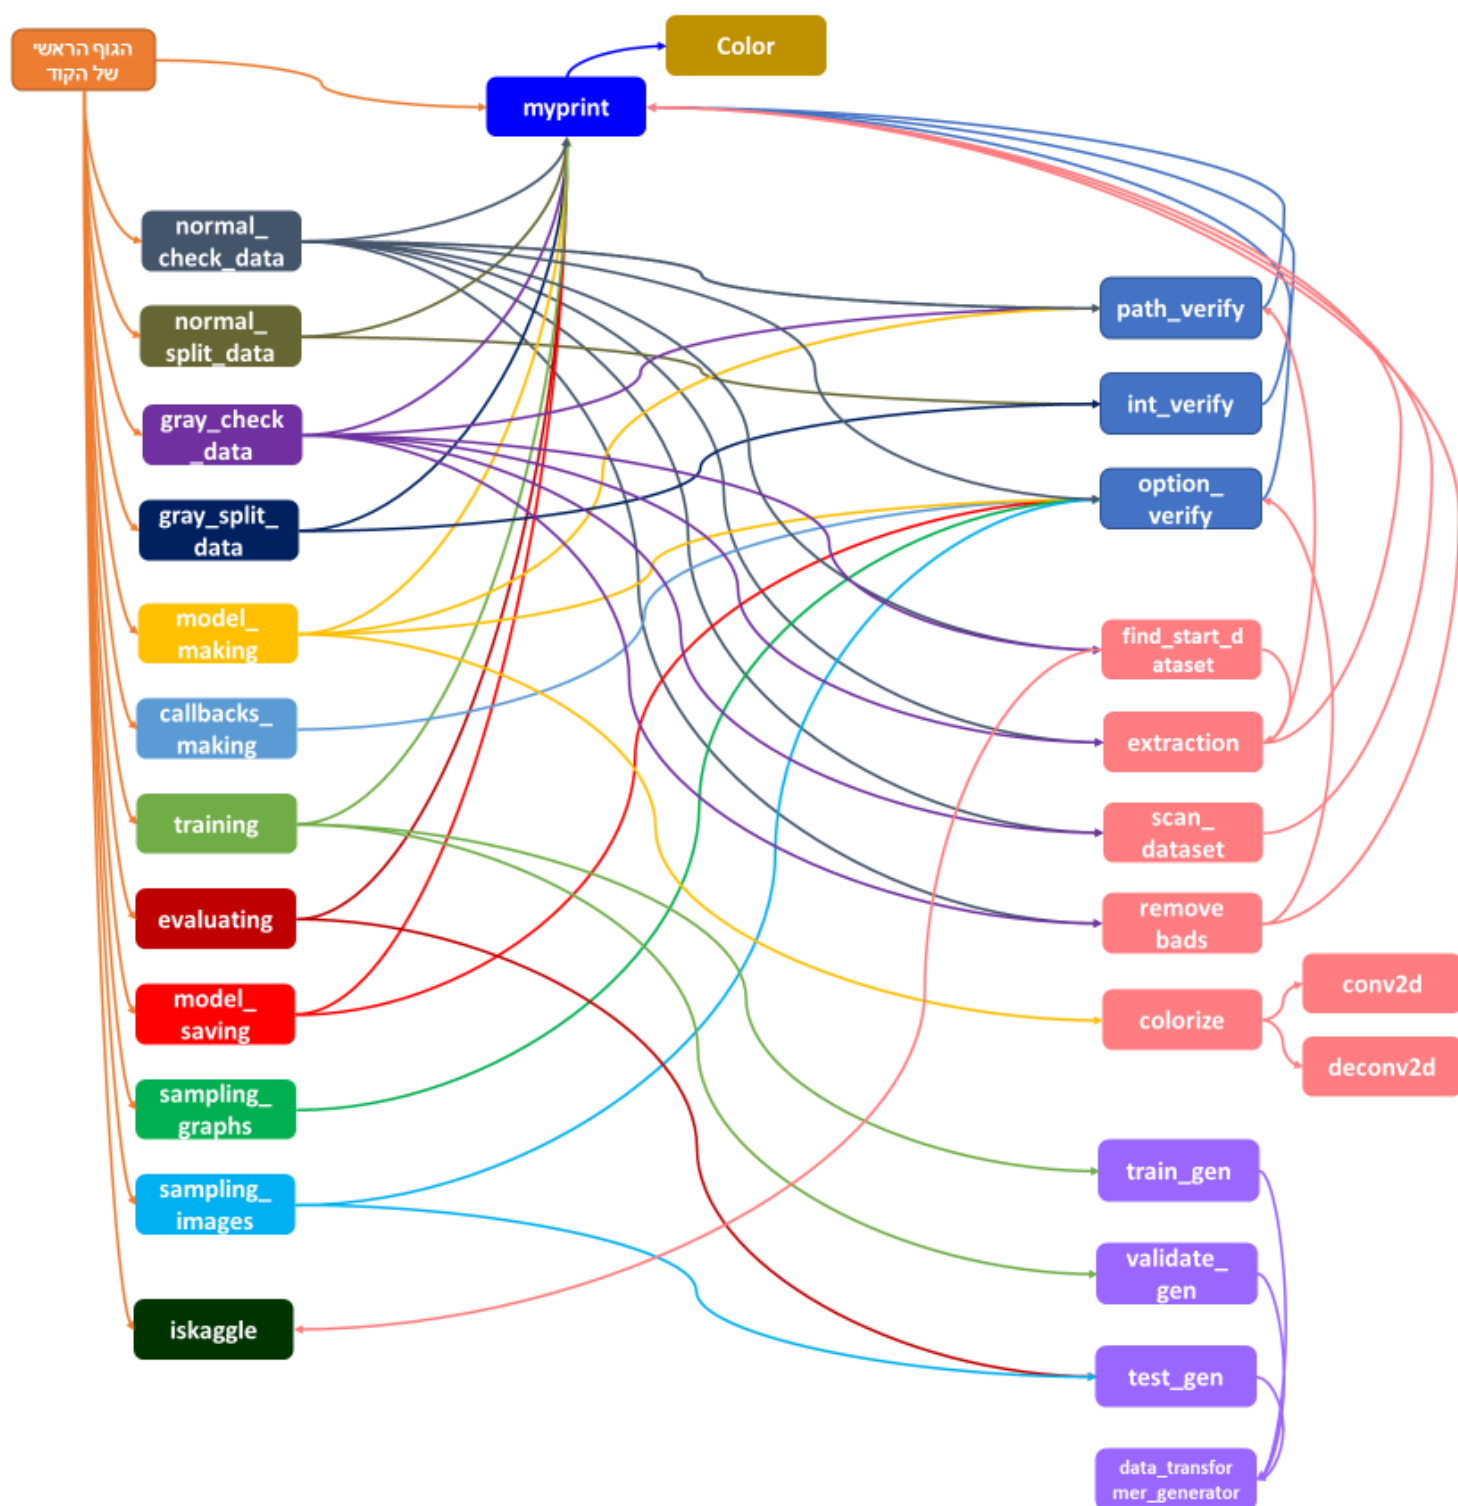 הגוף הראשי
של הקוד
Color
myprint
normal_
check_data
normal_
split_data
gray_check
_data
gray_split_
data
model_
making
callbacks_
making
training
evaluating
model_
saving
sampling_
graphs
sampling_
images
iskaggle
path_verify
int_verify
option_
verify
find_start_d
ataset
extraction
scan_
dataset
remove
bads
colorize
conv2d
deconv2d
train_gen
validate_
gen
test_gen
data_transfor
mer_generator